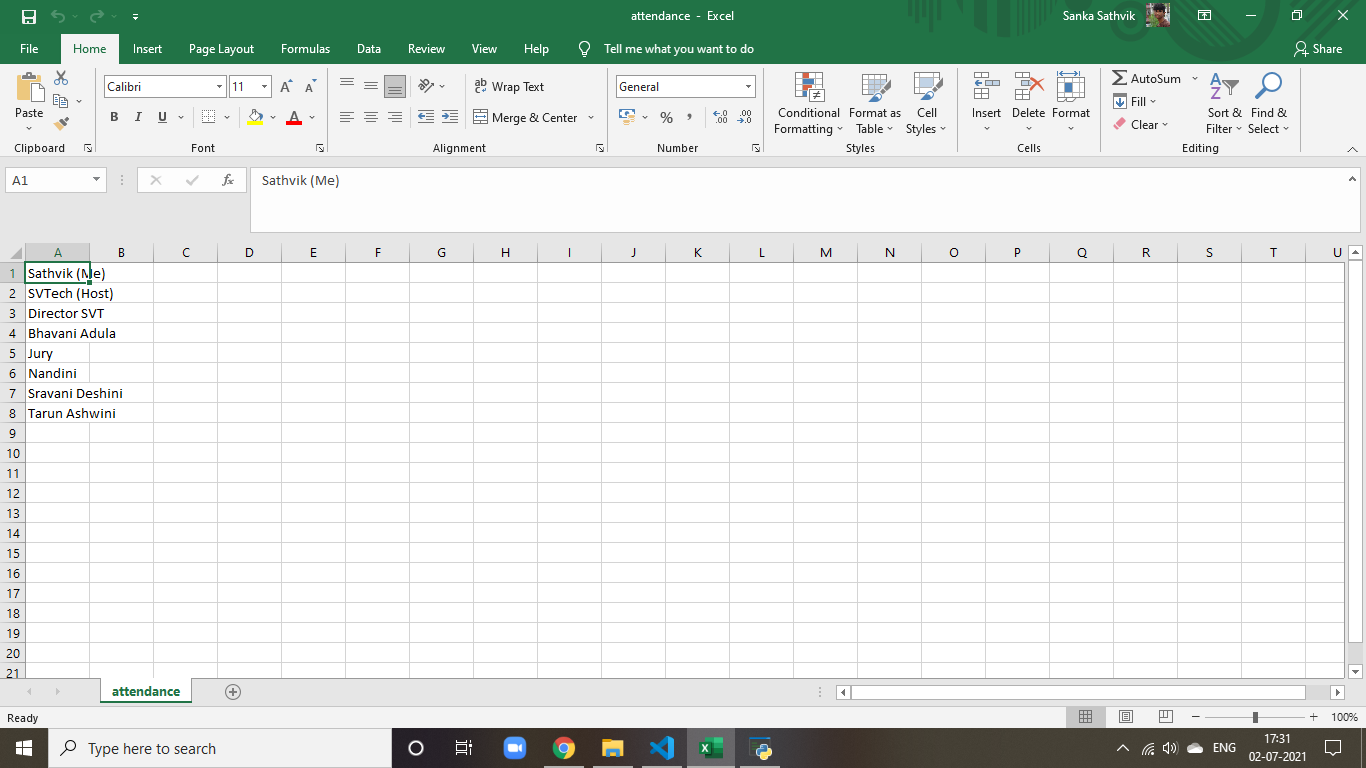 attendance - Excel
Sanka Sathvik
File Home Insert Page Layout Formulas Data Review View Help Tell me what you want to do Share
Paste
Clipboard
Calibri 11
B I U A
Font
Wrap Text
Merge & Center
Alignment
General
% ,
Number
Conditional Formatting
Format as Table
Cell Styles
Styles
Insert Delete Format
Cells
AutoSum
Fill
Clear
Sort & Filter
Find & Select
Editing
A1 fx Sathvik (Me)
A B C D E F G H I J K L M N O P Q R S T U
1 Sathvik (Me)
2 SVTech (Host)
3 Director SVT
4 Bhavani Adula
5 Jury
6 Nandini
7 Sravani Deshini
8 Tarun Ashwini
9
10
11
12
13
14
15
16
17
18
19
20
21
attendance
Ready 100%
Type here to search
ENG
17:31
02-07-2021